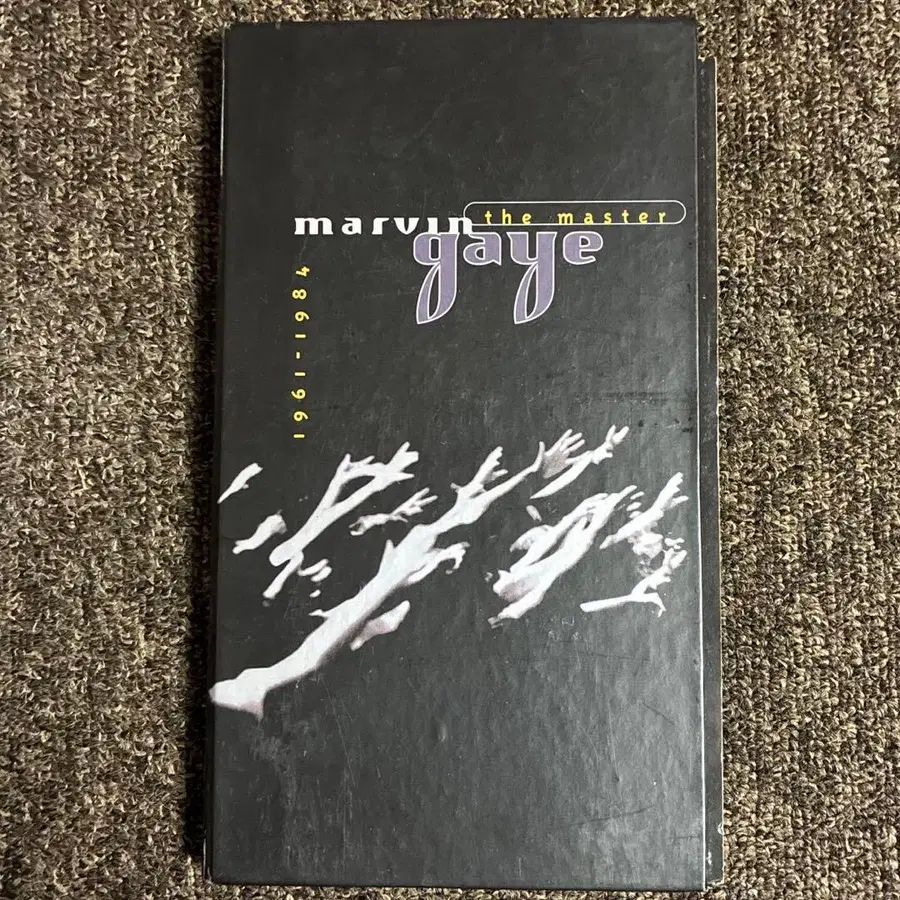 marvin
the master
gaye
1961-1984